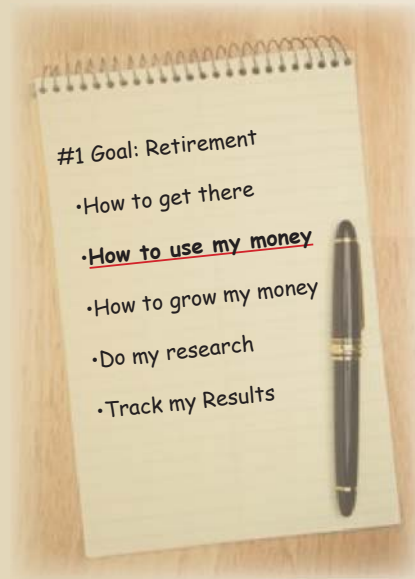 #1 Goal: Retirement
•How to get there
•How to use my money
•How to grow my money
•Do my research
•Track my Results